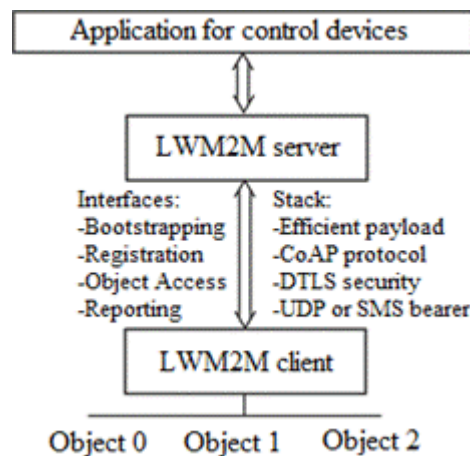 Application for control devices
LWM2M server
Interfaces:
-Bootstrapping
-Registration
-Object Access
-Reporting
Stack:
-Efficient payload
-CoAP protocol
-DTLS security
-UDP or SMS bearer
LWM2M client
Object 0 Object 1 Object 2